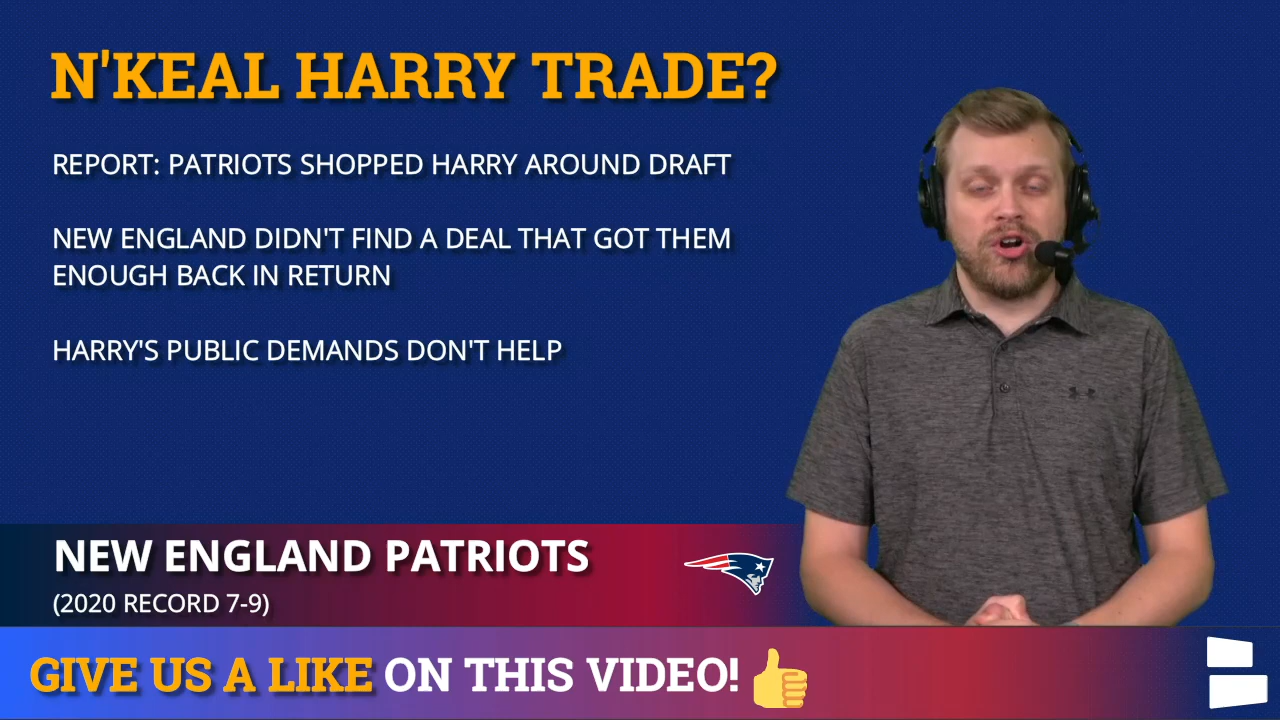 N'KEAL HARRY TRADE?
REPORT: PATRIOTS SHOPPED HARRY AROUND DRAFT
NEW ENGLAND DIDN'T FIND A DEAL THAT GOT THEM
ENOUGH BACK IN RETURN
HARRY'S PUBLIC DEMANDS DON'T HELP
NEW ENGLAND PATRIOTS
(2020 RECORD 7-9)
GIVE US A LIKE ON THIS VIDEO!